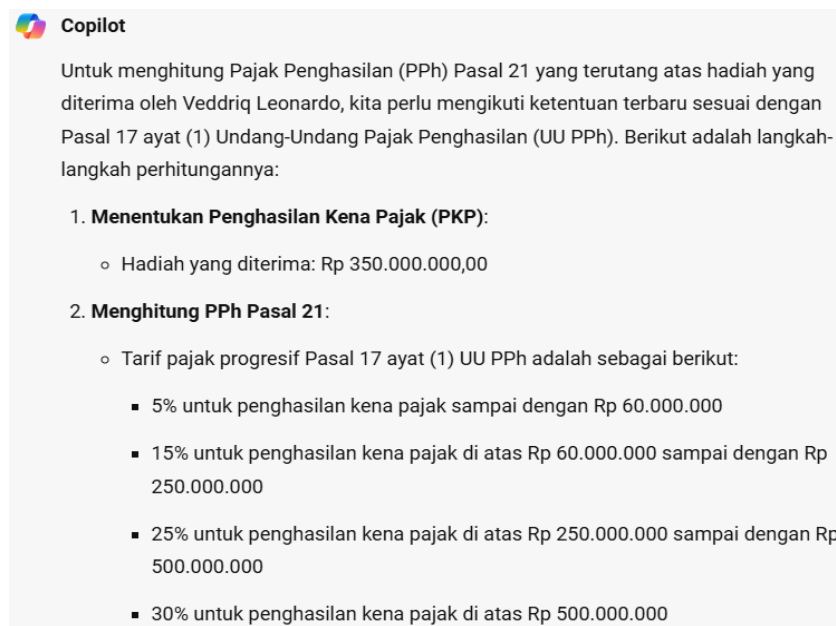 Copilot
Untuk menghitung Pajak Penghasilan (PPh) Pasal 21 yang terutang atas hadiah yang
diterima oleh Veddriq Leonardo, kita perlu mengikuti ketentuan terbaru sesuai dengan
Pasal 17 ayat (1) Undang-Undang Pajak Penghasilan (UU PPh). Berikut adalah langkah-
langkah perhitungannya:
1. Menentukan Penghasilan Kena Pajak (PKP):
Hadiah yang diterima: Rp 350.000.000,00
2. Menghitung PPh Pasal 21:
Tarif pajak progresif Pasal 17 ayat (1) UU PPh adalah sebagai berikut:
5% untuk penghasilan kena pajak sampai dengan Rp 60.000.000
15% untuk penghasilan kena pajak di atas Rp 60.000.000 sampai dengan Rp
250.000.000
25% untuk penghasilan kena pajak di atas Rp 250.000.000 sampai dengan Rp
500.000.000
30% untuk penghasilan kena pajak di atas Rp 500.000.000